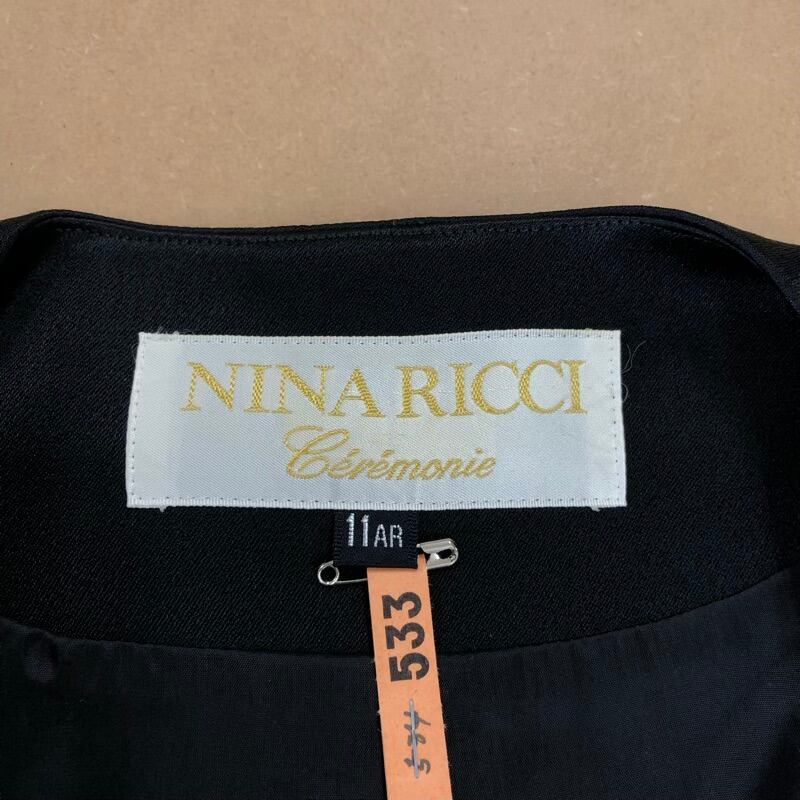 NINA RICCI
Cérémonie
11AR
533